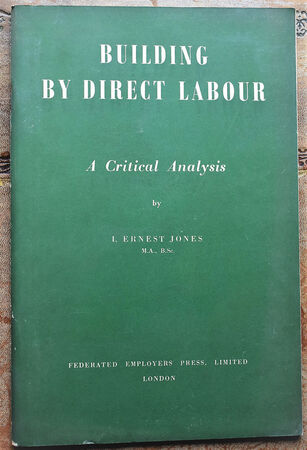 BUILDING
BY DIRECT LABOUR
A Critical Analysis
by
I. ERNEST JONES
M.A., B.Sc.
FEDERATED EMPLOYERS PRESS, LIMITED
LONDON